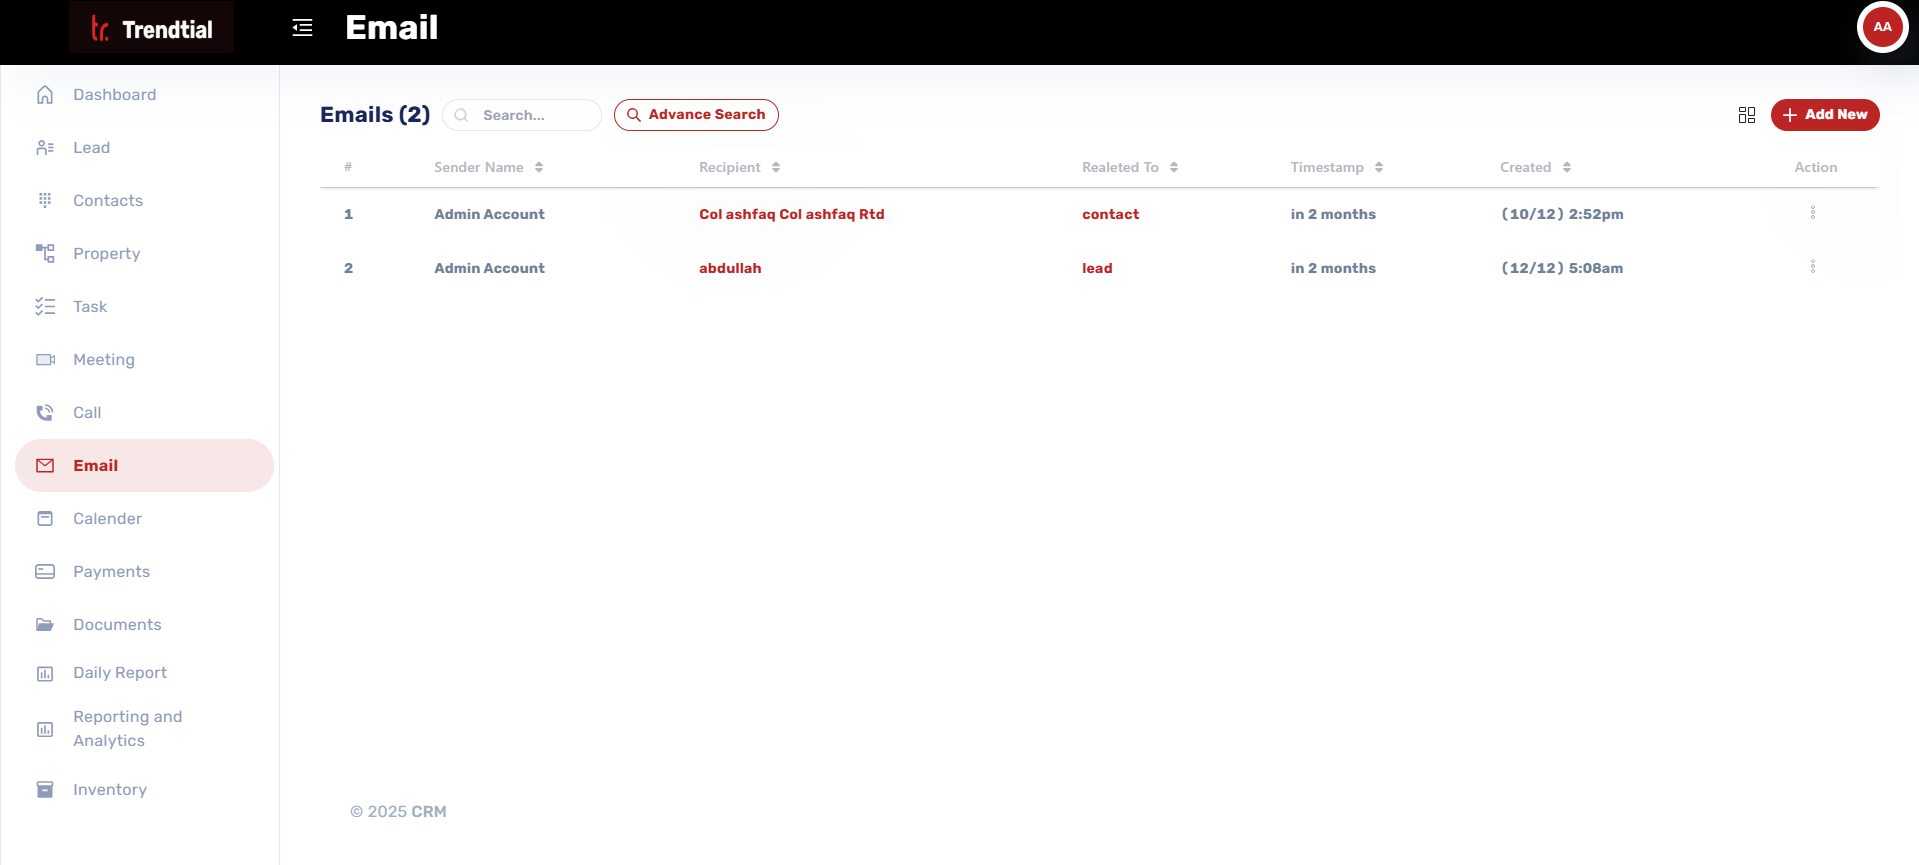 tr. Trendtial
Email
AA
Dashboard
Lead
Contacts
Property
Task
Meeting
Call
Email
Calender
Payments
Documents
Daily Report
Reporting and
Analytics
Inventory
Emails (2) Search... Advance Search Add New
# Sender Name Recipient Realeted To Timestamp Created Action
1 Admin Account Col ashfaq Col ashfaq Rtd contact in 2 months (10/12) 2:52pm
2 Admin Account abdullah lead in 2 months (12/12) 5:08am
© 2025 CRM